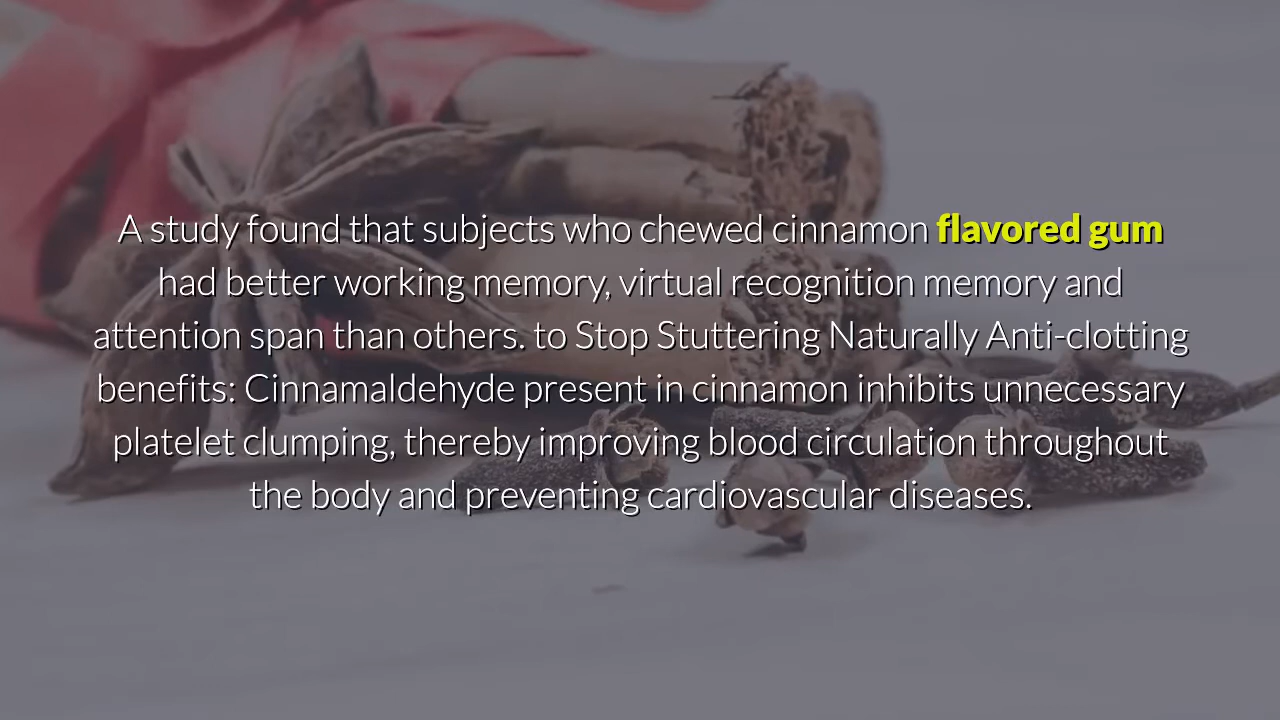 A study found that subjects who chewed cinnamon flavored gum
had better working memory, virtual recognition memory and
attention span than others. to Stop Stuttering Naturally Anti-clotting
benefits: Cinnamaldehyde present in cinnamon inhibits unnecessary
platelet clumping, thereby improving blood circulation throughout
the body and preventing cardiovascular diseases.